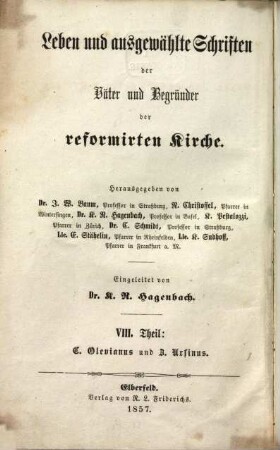 Leben und ausgewählte Schriften
der
Väter und Begründer
der
reformirten Kirche.
Herausgegeben von
Dr. J. W. Baum, Professor in Straßburg, R. Christoffel, Pfarrer in
Wintersingen, Dr. K. R. Hagenbach, Professor in Basel, K. Pestalozzi,
Pfarrer in Zürich, Dr. C. Schmidt, Professor in Straßburg,
Lic. E. Stähelin, Pfarrer in Rheinfelden, Lic. K. Sudhoff,
Pfarrer in Frankfurt a. M.
Eingeleitet von
Dr. K. R. Hagenbach.
VIII. Theil:
C. Olevianus und Z. Ursinus.
Elberfeld.
Verlag von R. L. Friderichs.
1857.